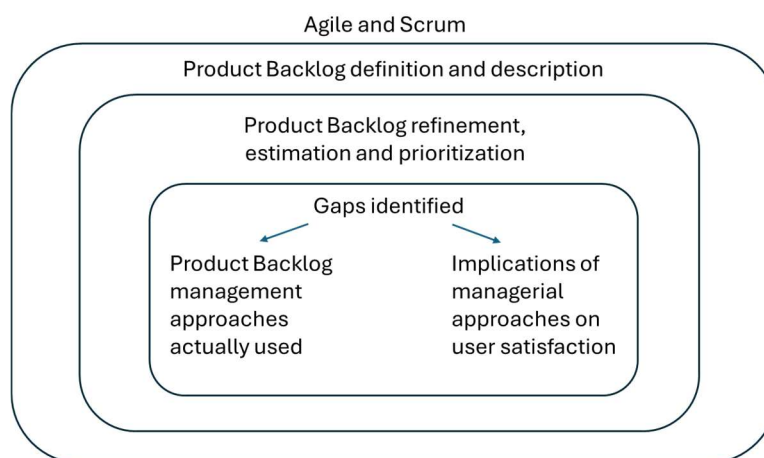 Agile and Scrum
Product Backlog definition and description
Product Backlog refinement,
estimation and prioritization
Gaps identified
Product Backlog
management
approaches
actually used
Implications of
managerial
approaches on
user satisfaction